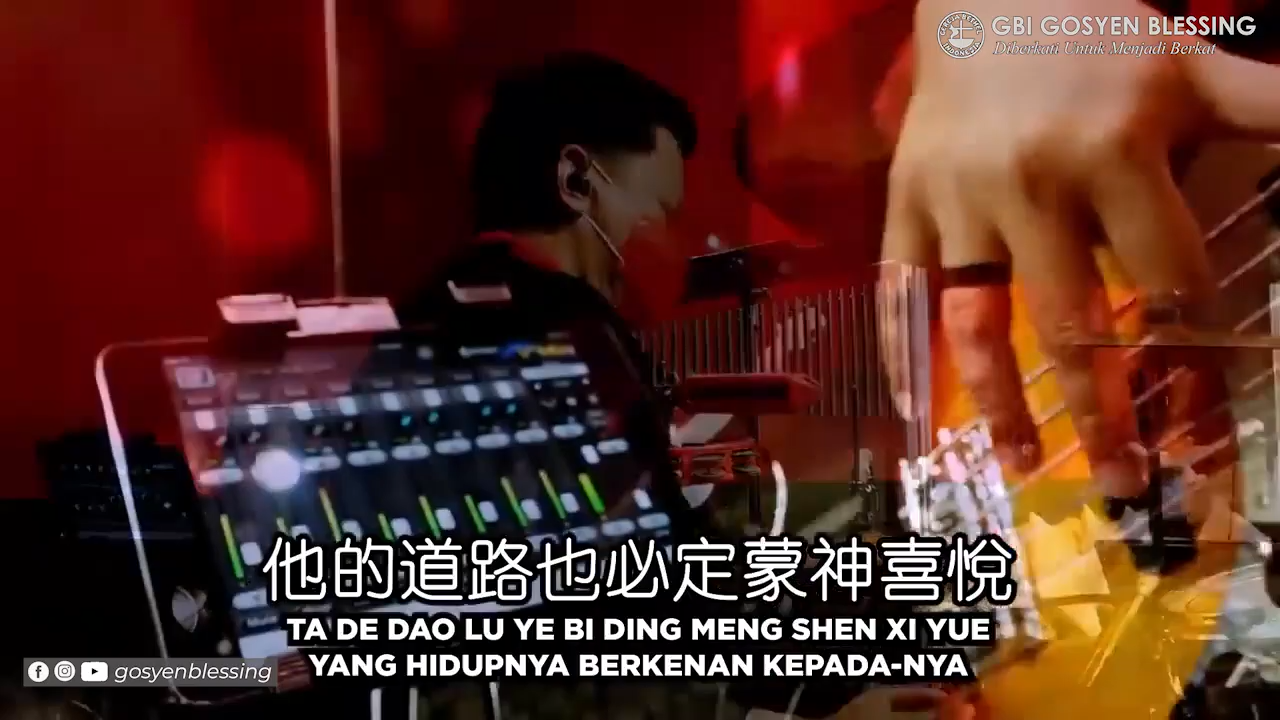 GBI GOSYEN BLESSING
Diberkati Untuk Menjadi Berkat
他的道路也必定蒙神喜悅
TA DE DAO LU YE BI DING MENG SHEN XI YUE
YANG HIDUPNYA BERKENAN KEPADA-NYA
gosyenblessing